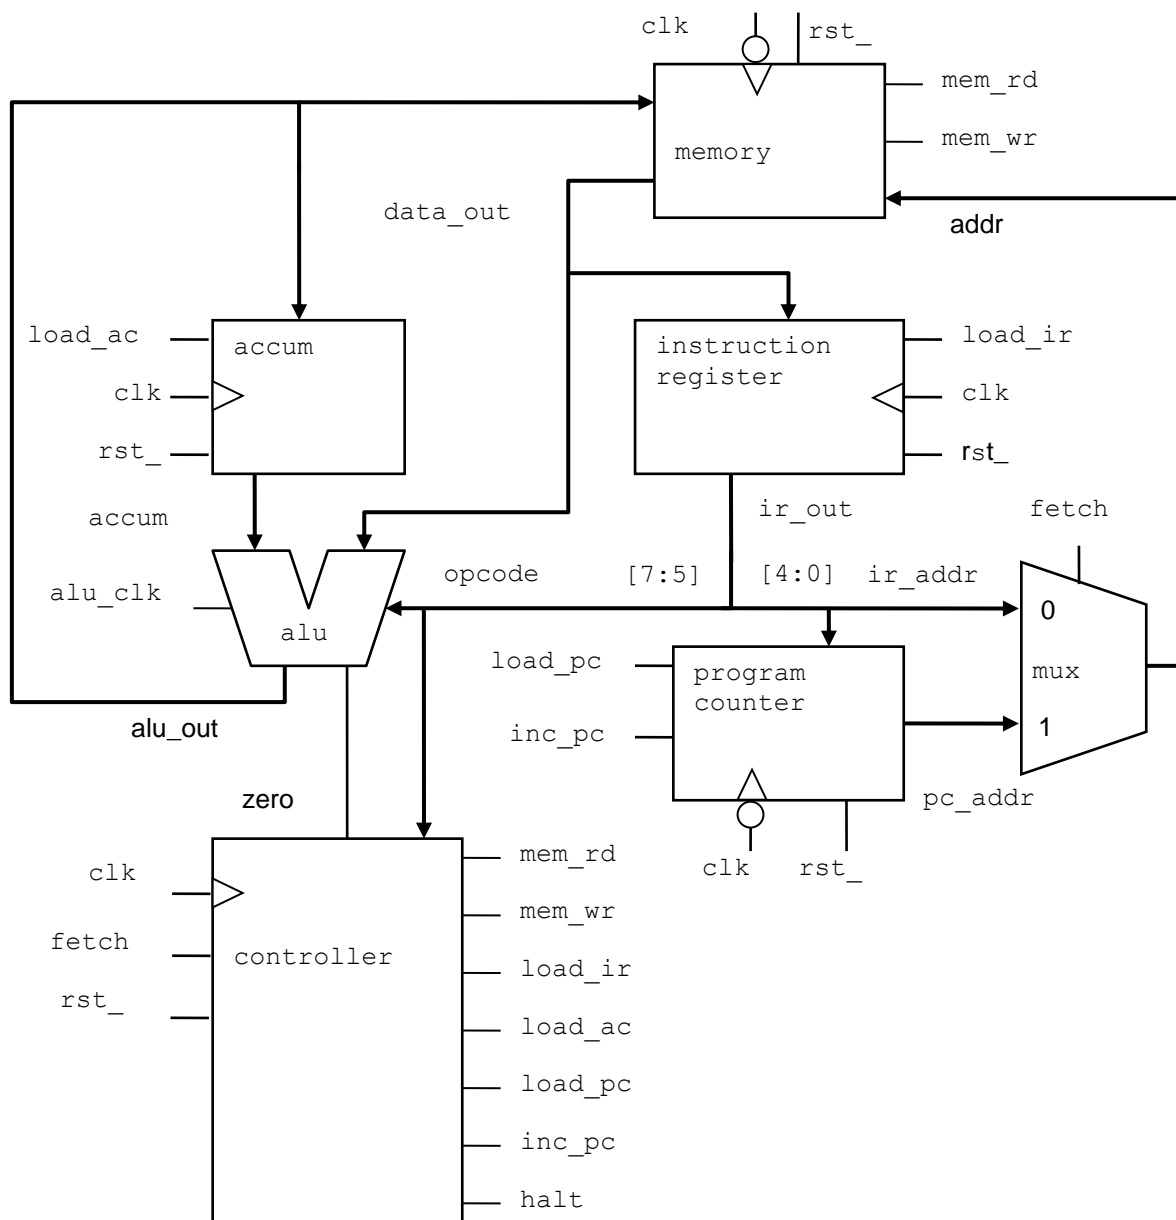 clk
rst_
mem_rd
mem_wr
memory
data_out
addr
load_ac
accum
clk
rst_
instruction
register
load_ir
clk
rst_
accum
ir_out
fetch
alu_clk
opcode
[7:5]
[4:0]
ir_addr
0
alu
load_pc
program
counter
mux
inc_pc
1
alu_out
zero
pc_addr
clk
rst_
clk
fetch
rst_
controller
mem_rd
mem_wr
load_ir
load_ac
load_pc
inc_pc
halt